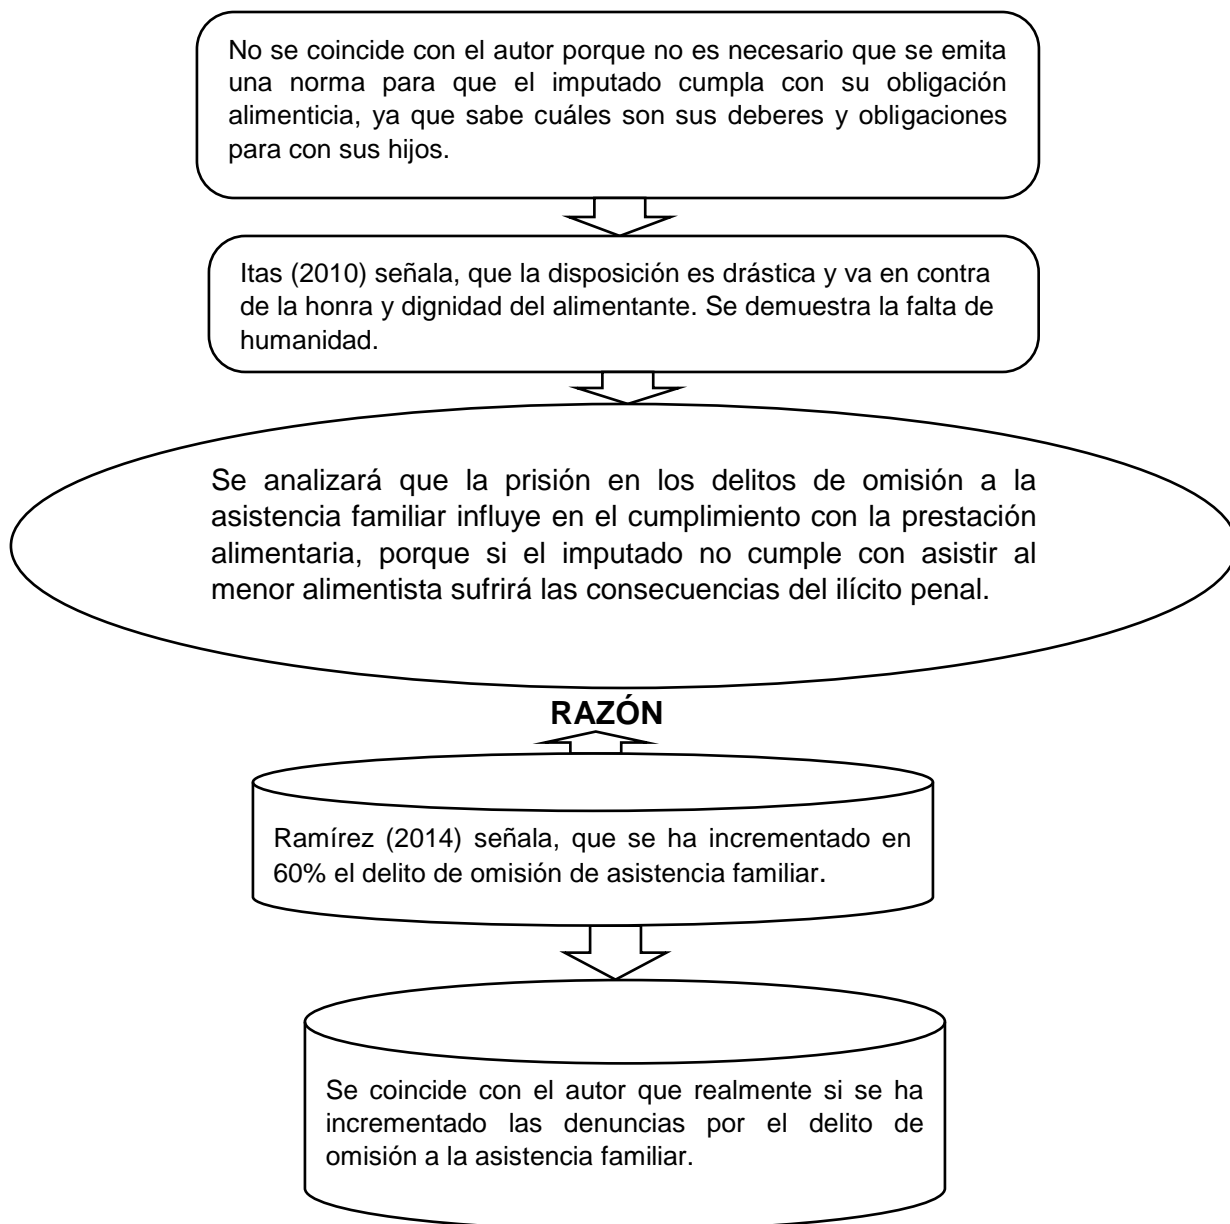 No se coincide con el autor porque no es necesario que se emita
una norma para que el imputado cumpla con su obligación
alimenticia, ya que sabe cuáles son sus deberes y obligaciones
para con sus hijos.
Itas (2010) señala, que la disposición es drástica y va en contra
de la honra y dignidad del alimentante. Se demuestra la falta de
humanidad.
Se analizará que la prisión en los delitos de omisión a la
asistencia familiar influye en el cumplimiento con la prestación
alimentaria, porque si el imputado no cumple con asistir al
menor alimentista sufrirá las consecuencias del ilícito penal.
RAZÓN
Ramírez (2014) señala, que se ha incrementado en
60% el delito de omisión de asistencia familiar.
Se coincide con el autor que realmente si se ha
incrementado las denuncias por el delito de
omisión a la asistencia familiar.